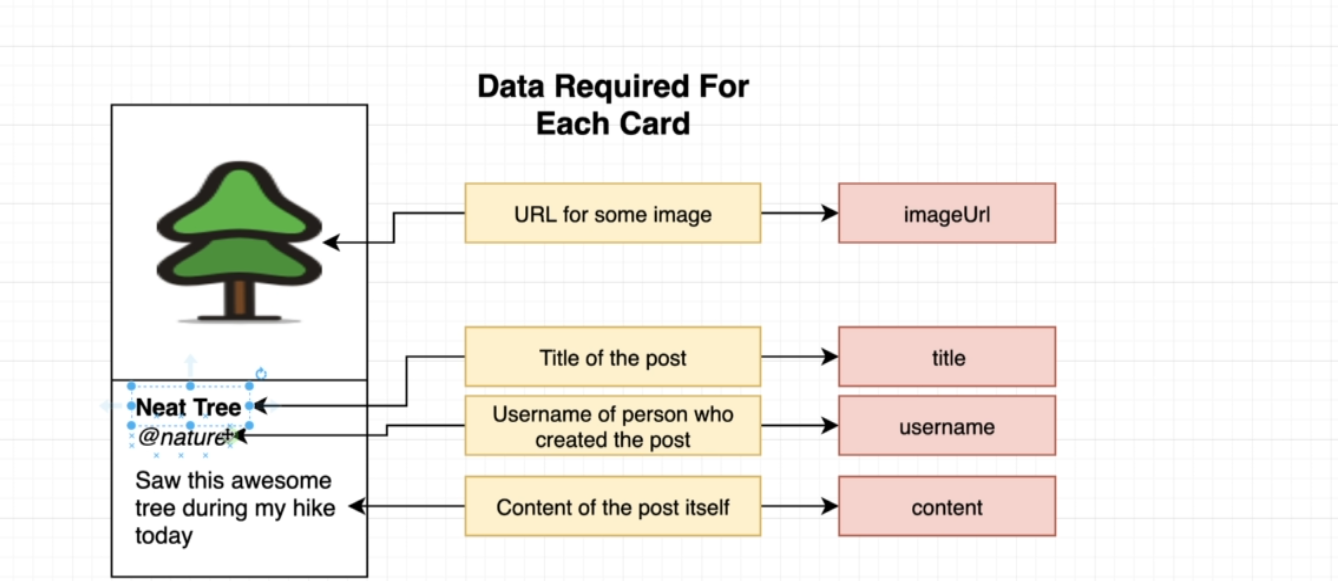 Data Required For
Each Card
URL for some image
imageUrl
Title of the post
title
Neat Tree
Username of person who
created the post
username
@nature
Saw this awesome
tree during my hike
today
Content of the post itself
content